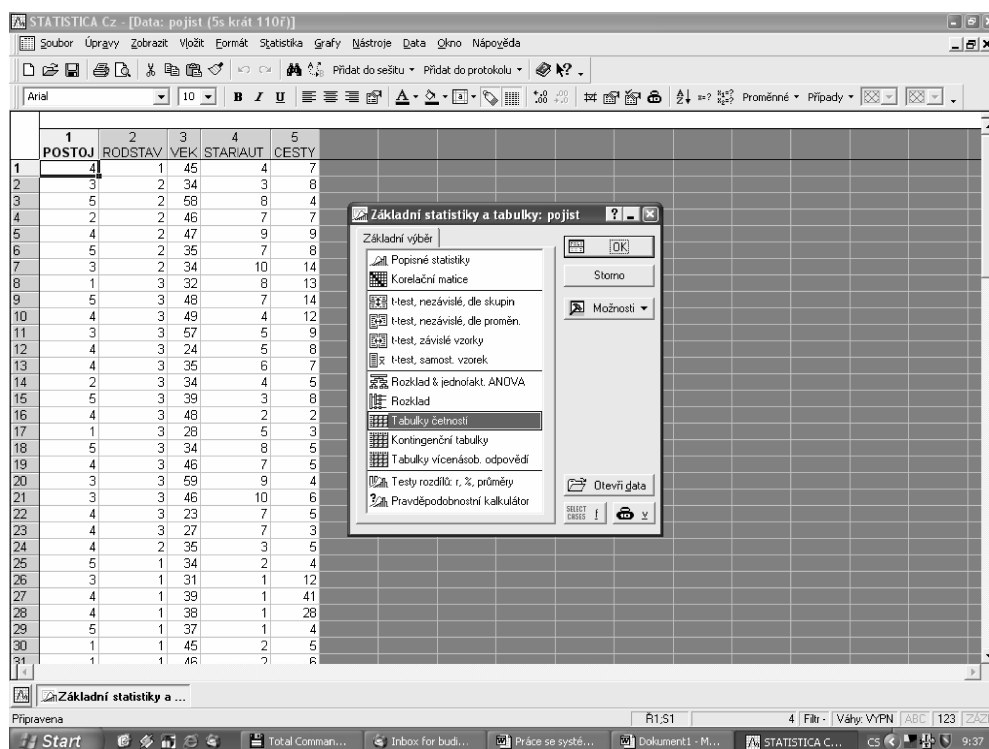 STATISTICA Cz - [Data: pojist (5s krát 110ř)]
Soubor Úpravy Zobrazit Vložit Formát Statistika Grafy Nástroje Data Okno Nápověda
Přidat do sešitu Přidat do protokolu
Arial 10 B I U Proměnné Případy
1 2 3 4 5
POSTOJ RODSTAV VEK STARIAUT CESTY
1 4 1 45 4 7
2 3 2 34 3 8
3 5 2 58 8 4
4 2 2 46 7 7
5 4 2 47 9 9
6 5 2 35 7 8
7 3 2 34 10 14
8 1 3 32 8 13
9 5 3 48 7 14
10 4 3 49 4 12
11 3 3 57 5 9
12 4 3 24 5 8
13 4 3 35 6 7
14 2 3 34 4 5
15 5 3 39 3 8
16 4 3 48 2 2
17 1 3 28 5 3
18 5 3 34 8 5
19 4 3 46 7 5
20 3 3 59 9 4
21 3 3 46 10 6
22 4 3 23 7 5
23 4 3 27 7 3
24 4 2 35 3 5
25 5 1 34 2 4
26 3 1 31 1 12
27 4 1 39 1 41
28 4 1 38 1 28
29 5 1 37 1 4
30 1 1 45 2 5
31 1 1 46 2 6
Základní statistiky a tabulky: pojist
Základní výběr
Popisné statistiky
Korelační matice
t-test, nezávislé, dle skupin
t-test, nezávislé, dle proměn.
t-test, závislé vzorky
t-test, samost. vzorek
Rozklad & jednofakt. ANOVA
Rozklad
Tabulky četností
Kontingenční tabulky
Tabulky vícenásob. odpovědí
Testy rozdílů: r, %, průměry
Pravděpodobnostní kalkulátor
OK
Storno
Možnosti
Otevři data
SELECT CASES
Základní statistiky a ...
Připravena Ř1;S1 4 Filtr - Váhy: VYPN ABC 123 ZÁZ
Start Total Comman... Inbox for budi... Práce se systé... Dokument1 - M... STATISTICA C... CS 9:37